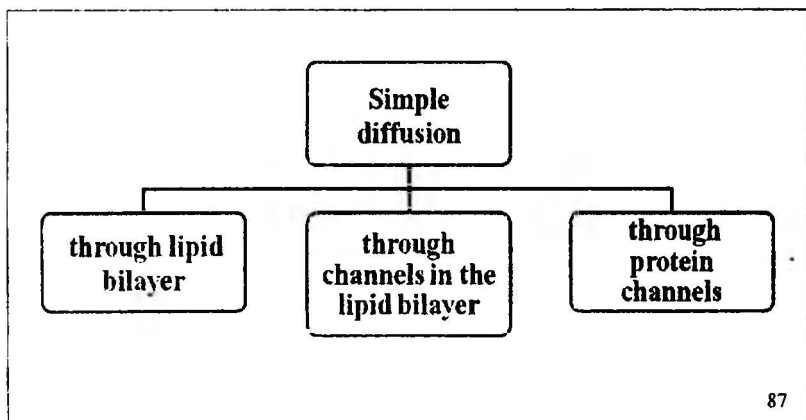 Simple
diffusion
through lipid
bilayer
through
channels in the
lipid bilayer
through
protein
channels
87